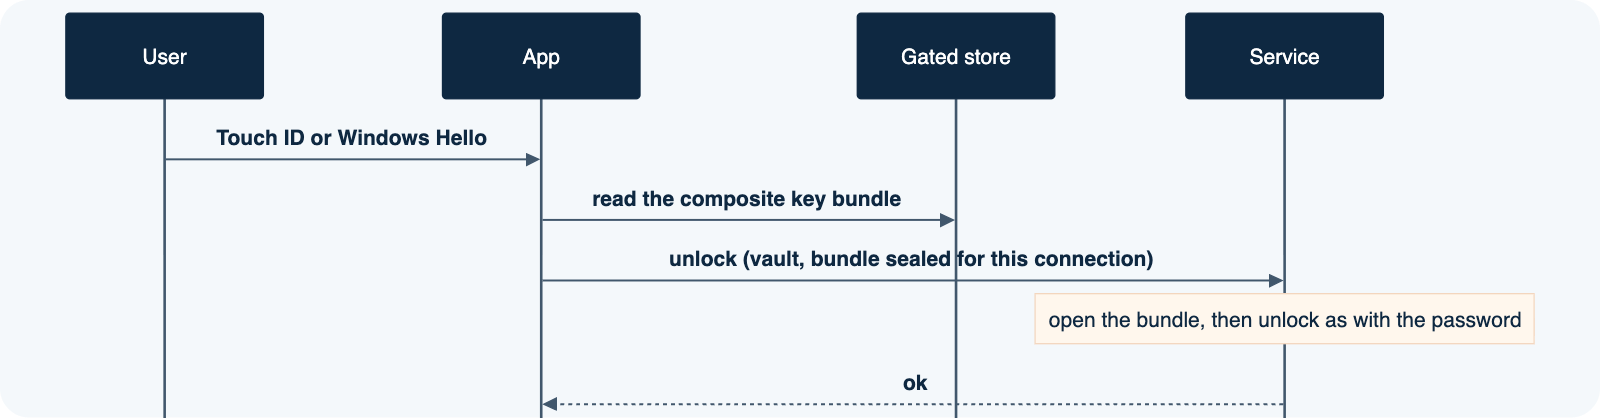 User
App
Gated store
Service
Touch ID or Windows Hello
read the composite key bundle
unlock (vault, bundle sealed for this connection)
open the bundle, then unlock as with the password
ok